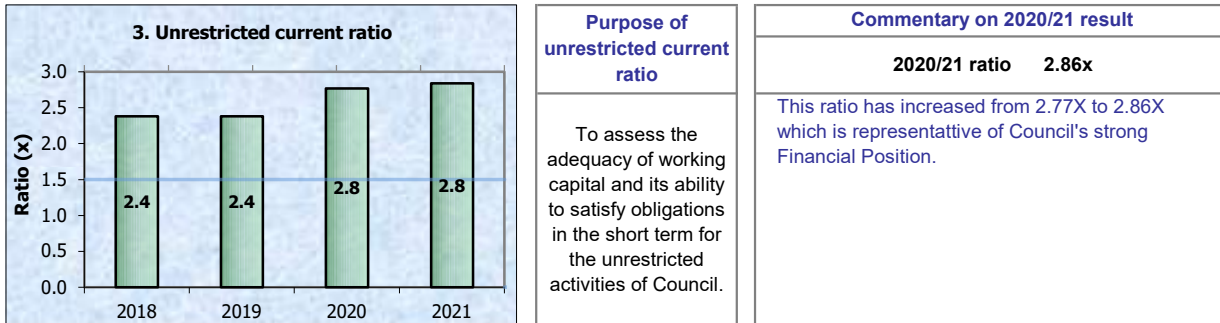 3. Unrestricted current ratio
Ratio (x)
3.0
2.5
2.0
1.5
1.0
0.5
0.0
2.4
2.4
2.8
2.8
2018
2019
2020
2021
Purpose of
unrestricted current
ratio
To assess the
adequacy of working
capital and its ability
to satisfy obligations
in the short term for
the unrestricted
activities of Council.
Commentary on 2020/21 result
2020/21 ratio 2.86x
This ratio has increased from 2.77X to 2.86X
which is representattive of Council's strong
Financial Position.